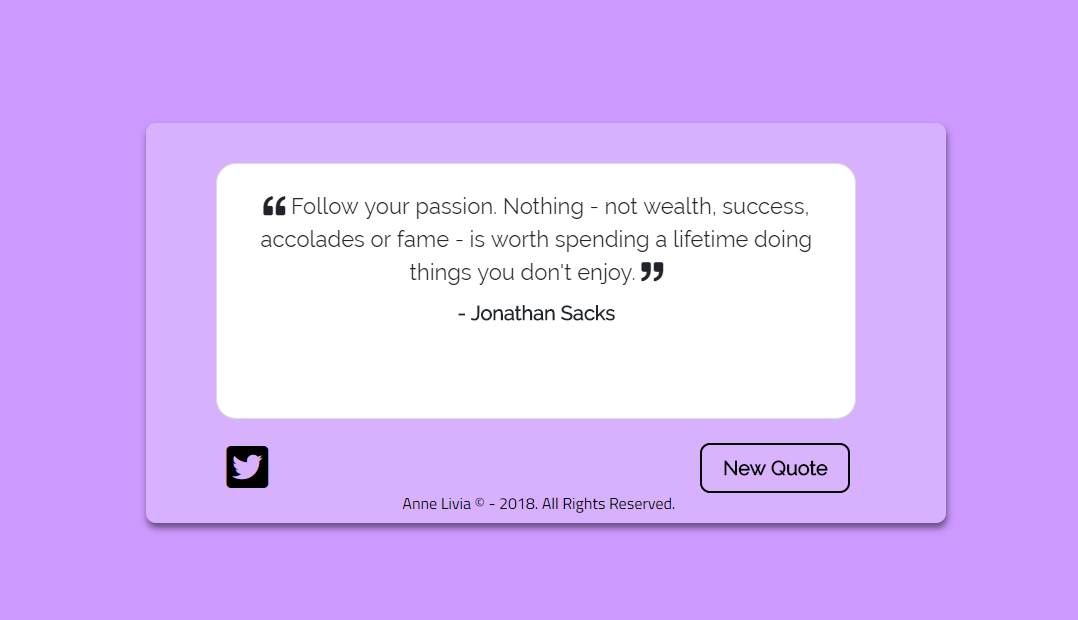 ❝ Follow your passion. Nothing - not wealth, success,
accolades or fame - is worth spending a lifetime doing
things you don't enjoy. ❞
- Jonathan Sacks
New Quote
Anne Livia © - 2018. All Rights Reserved.